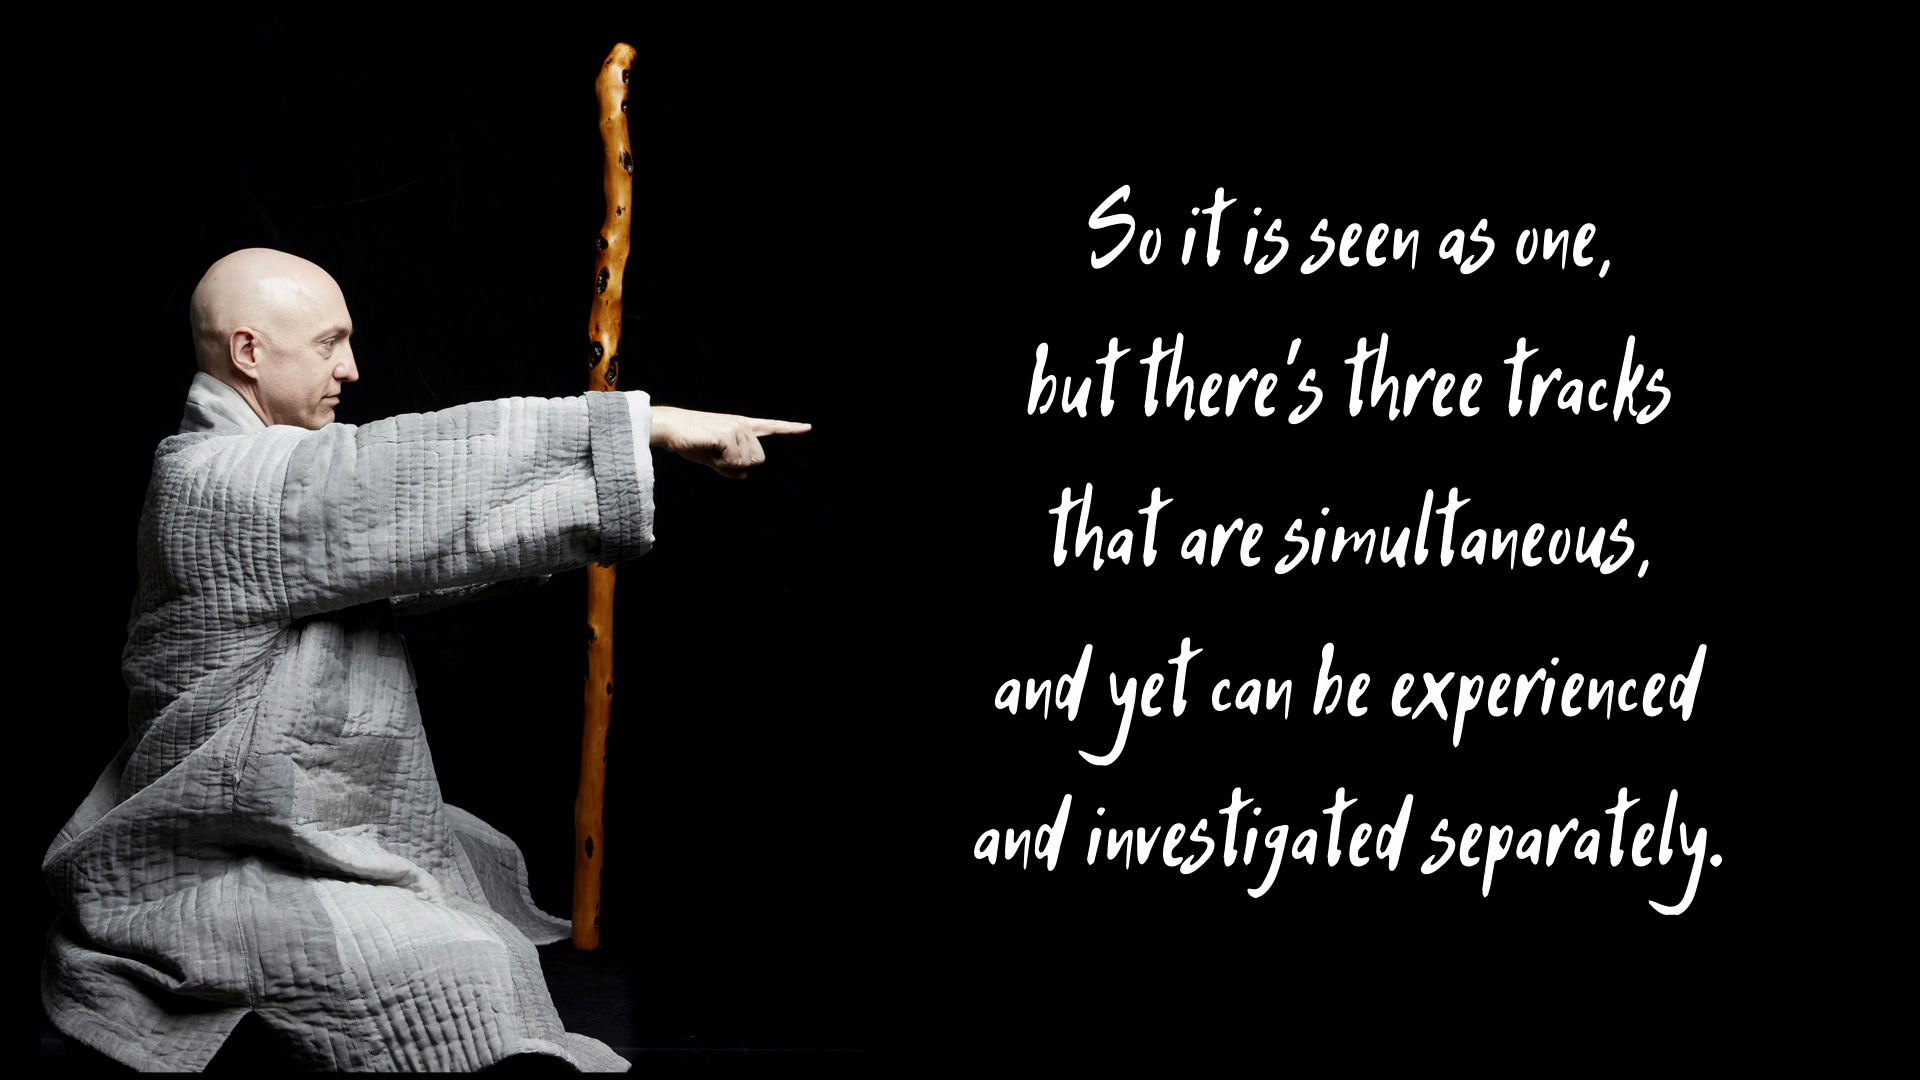 So it is seen as one,
but there's three tracks
that are simultaneous,
and yet can be experienced
and investigated separately.